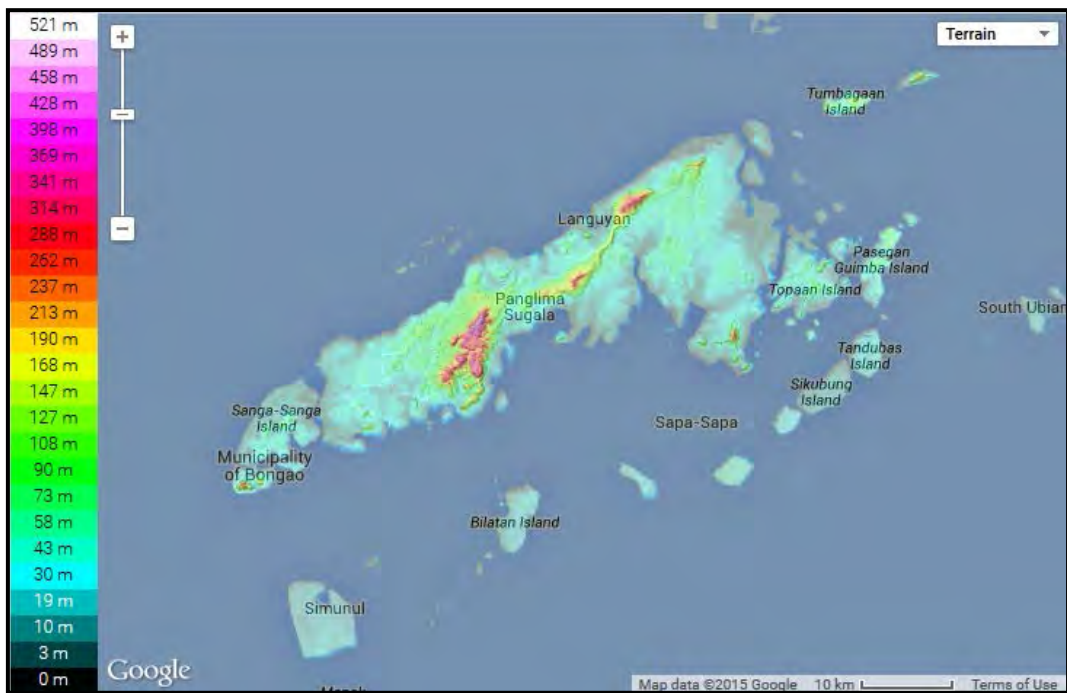 521 m
489 m
458 m
428 m
398 m
369 m
341 m
314 m
288 m
262 m
237 m
213 m
190 m
168 m
147 m
127 m
108 m
90 m
73 m
58 m
43 m
30 m
19 m
10 m
3 m
0 m
+
−
Terrain
Tumbagaan
Island
Languyan
Pasegan
Guimba Island
Topaan Island
Panglima
Sugala
South Ubian
Tandubas
Island
Sikubung
Island
Sanga-Sanga
Island
Sapa-Sapa
Municipality
of Bongao
Bilatan Island
Simunul
Google
Map data ©2015 Google 10 km Terms of Use